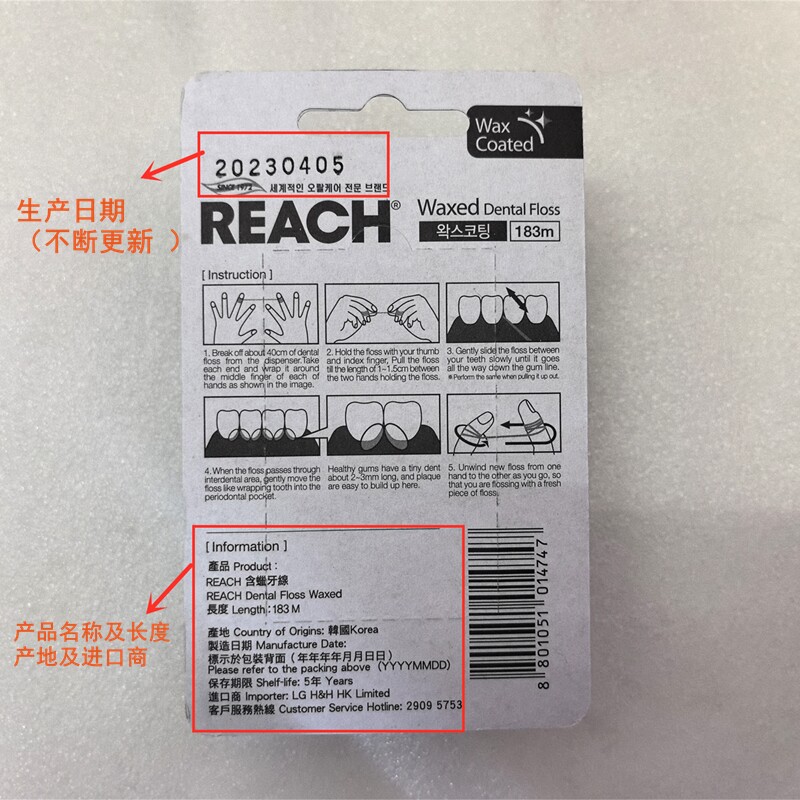 Wax
Coated
20230405
SINCE 1972 세계적인 오랄케어 전문 브랜드
生产日期
（不断更新 ）
REACH®
Waxed Dental Floss
왁스코팅 183m
[ Instruction ]
1. Break off about 40cm of dental
floss from the dispenser.Take
each end and wrap it around
the middle finger of each of
hands as shown in the image.
2. Hold the floss with your thumb
and index finger, Pull the floss
till the length of 1~1.5cm between
the two hands holding the floss.
3. Gently slide the floss between
your teeth slowly until it goes
all the way down the gum line.
※ Perform the same when pulling it up out.
4. When the floss passes through
interdental area, gently move the
floss like wrapping tooth into the
periodontal pocket.
Healthy gums have a tiny dent
about 2~3mm long, and plaque
are easy to build up here.
5. Unwind new floss from one
hand to the other as you go, so
that you are flossing with a fresh
piece of floss.
[ Information ]
產品 Product :
REACH 含蠟牙線
REACH Dental Floss Waxed
長度 Length : 183 M
產地 Country of Origins: 韓國Korea
製造日期 Manufacture Date:
標示於包裝背面（年年年年月月日日）
Please refer to the packing above（YYYYMMDD）
保存期限 Shelf-life: 5年 Years
進口商 Importer: LG H&H HK Limited
客戶服務熱線 Customer Service Hotline: 2909 5753
产品名称及长度
产地及进口商
8 801051 014747